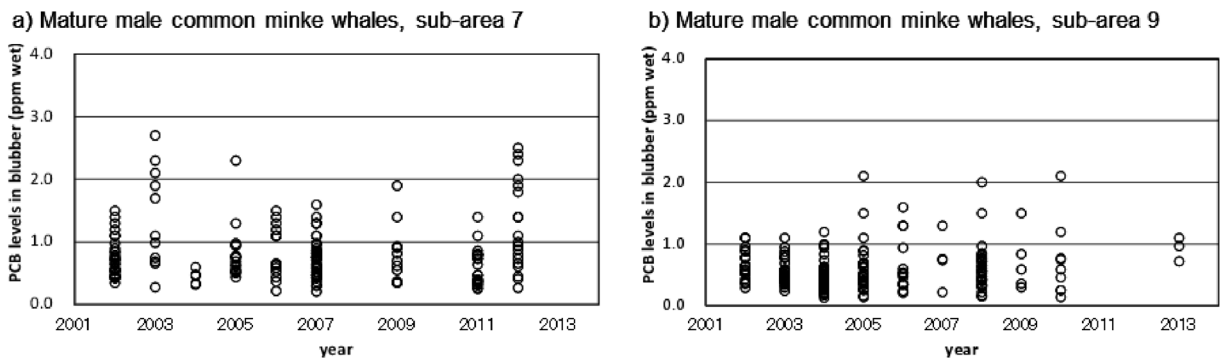 a) Mature male common minke whales, sub-area 7
PCB levels in blubber (ppm wet)
4.0
3.0
2.0
1.0
0.0
2001 2003 2005 2007 2009 2011 2013
year
b) Mature male common minke whales, sub-area 9
PCB levels in blubber (ppm wet)
4.0
3.0
2.0
1.0
0.0
2001 2003 2005 2007 2009 2011 2013
year